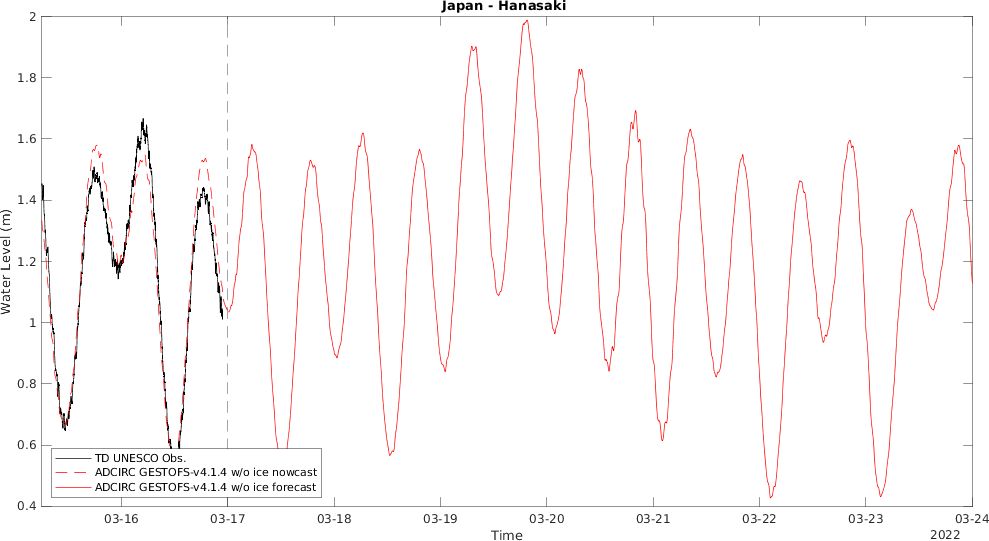 Japan - Hanasaki
2
1.8
1.6
1.4
1.2
1
0.8
0.6
0.4
Water Level (m)
TD UNESCO Obs.
ADCIRC GESTOFS-v4.1.4 w/o ice nowcast
ADCIRC GESTOFS-v4.1.4 w/o ice forecast
03-16 03-17 03-18 03-19 03-20 03-21 03-22 03-23 03-24
Time
2022